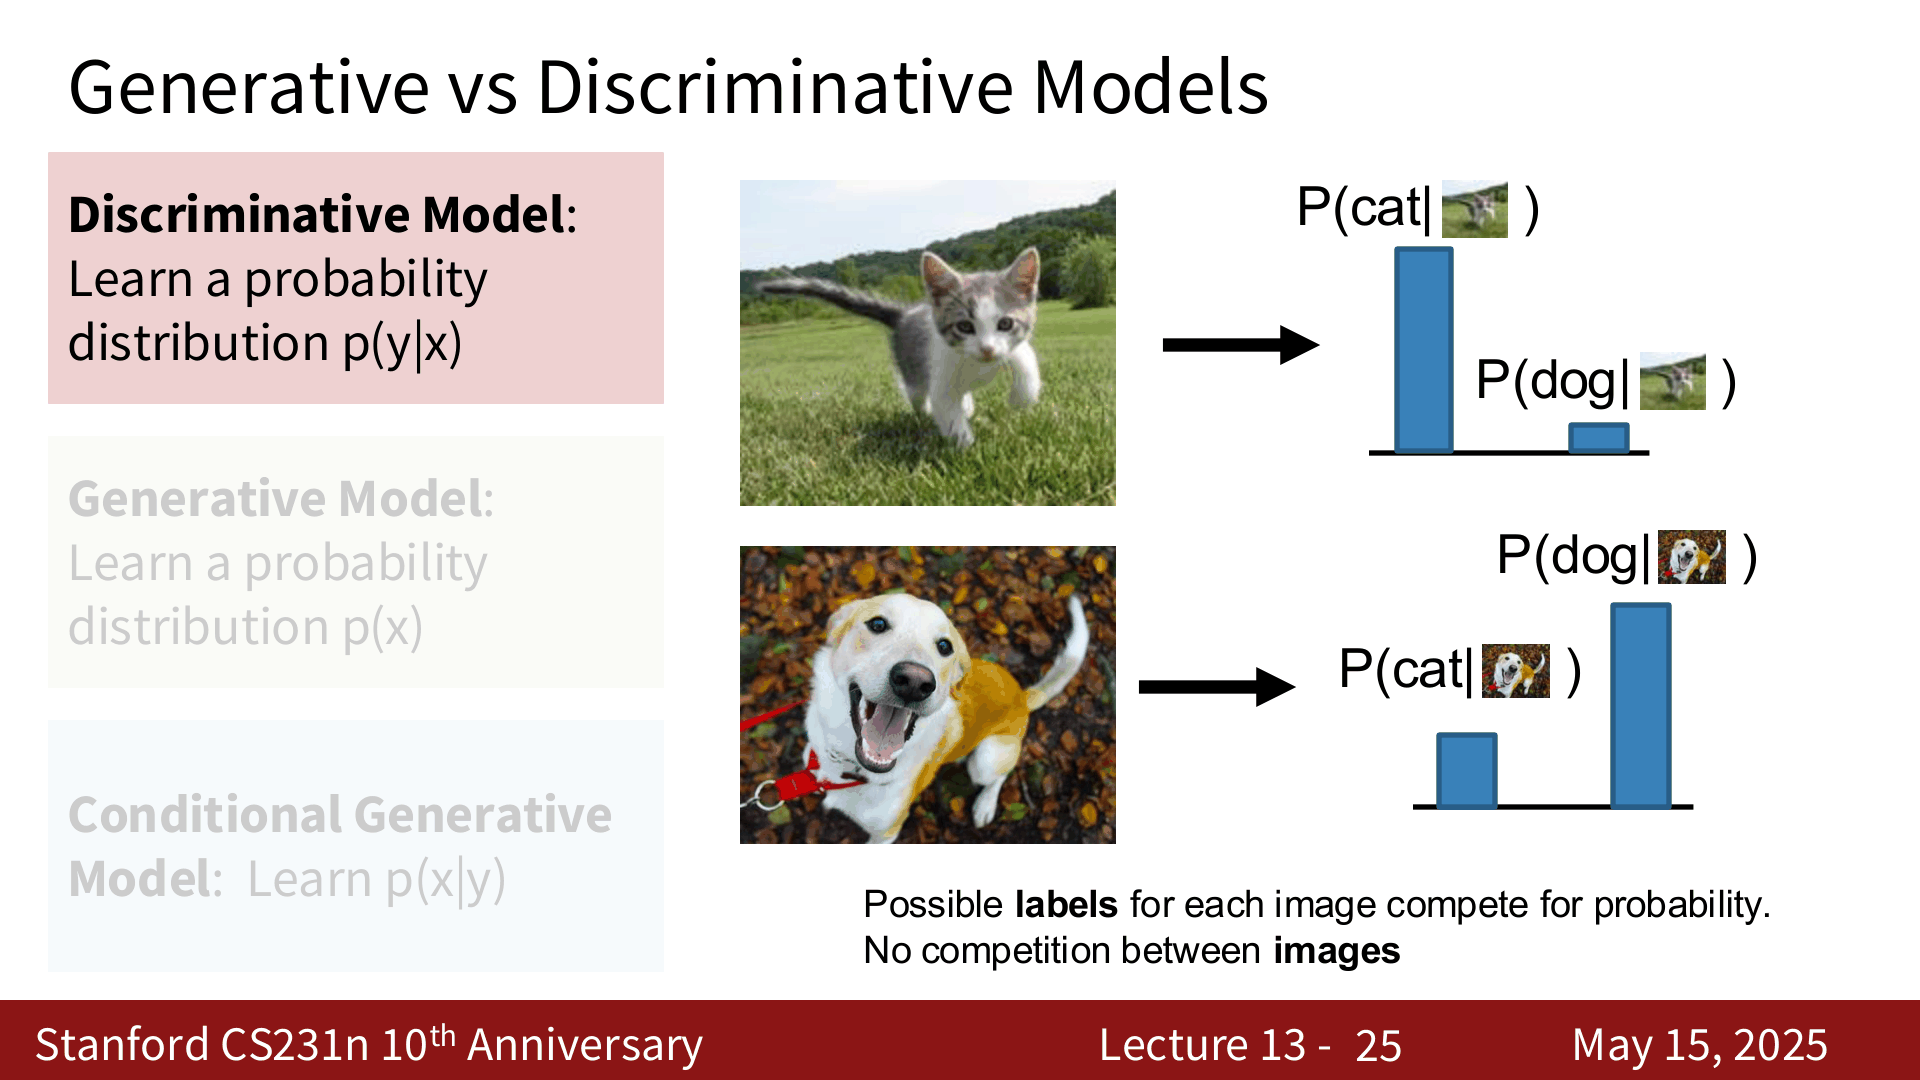 Generative vs Discriminative Models
Discriminative Model:
Learn a probability
distribution p(y|x)
Generative Model:
Learn a probability
distribution p(x)
Conditional Generative
Model: Learn p(x|y)
P(cat| )
P(dog| )
P(dog| )
P(cat| )
Possible labels for each image compete for probability.
No competition between images
Stanford CS231n 10th Anniversary
Lecture 13 - 25
May 15, 2025